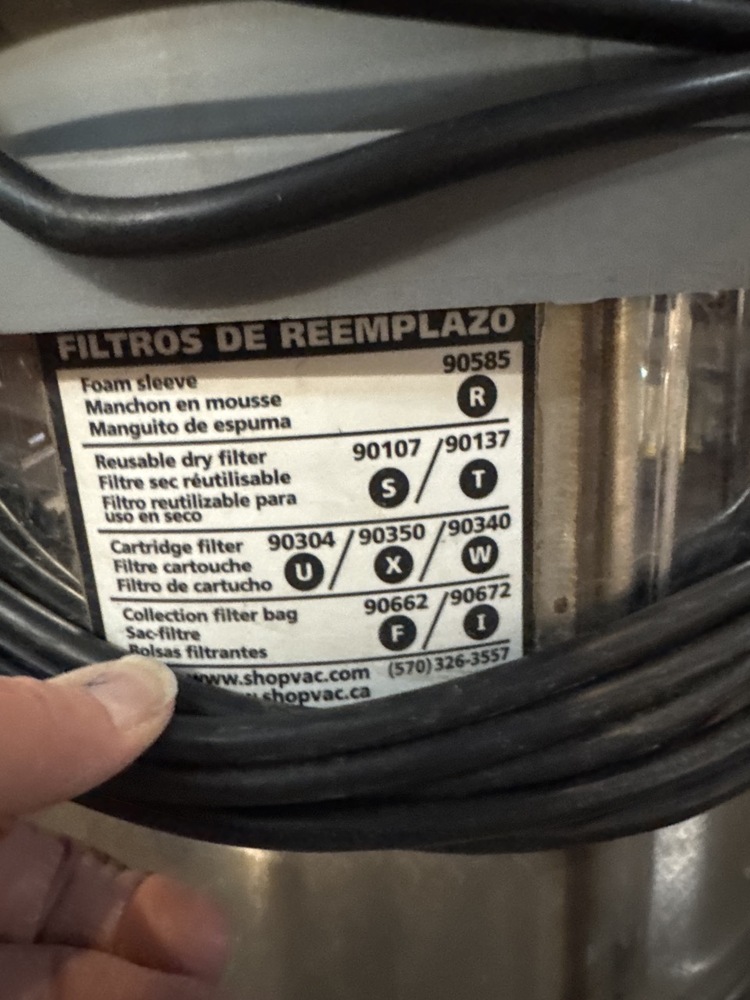 FILTROS DE REEMPLAZO
Foam sleeve 90585
Manchon en mousse R
Manguito de espuma
Reusable dry filter 90107 / 90137
Filtre sec réutilisable S / T
Filtro reutilizable para
uso en seco
Cartridge filter 90304 / 90350 / 90340
Filtre cartouche U / X / W
Filtro de cartucho
Collection filter bag 90662 / 90672
Sac-filtre F / I
Bolsas filtrantes
www.shopvac.com (570) 326-3557
shopvac.ca